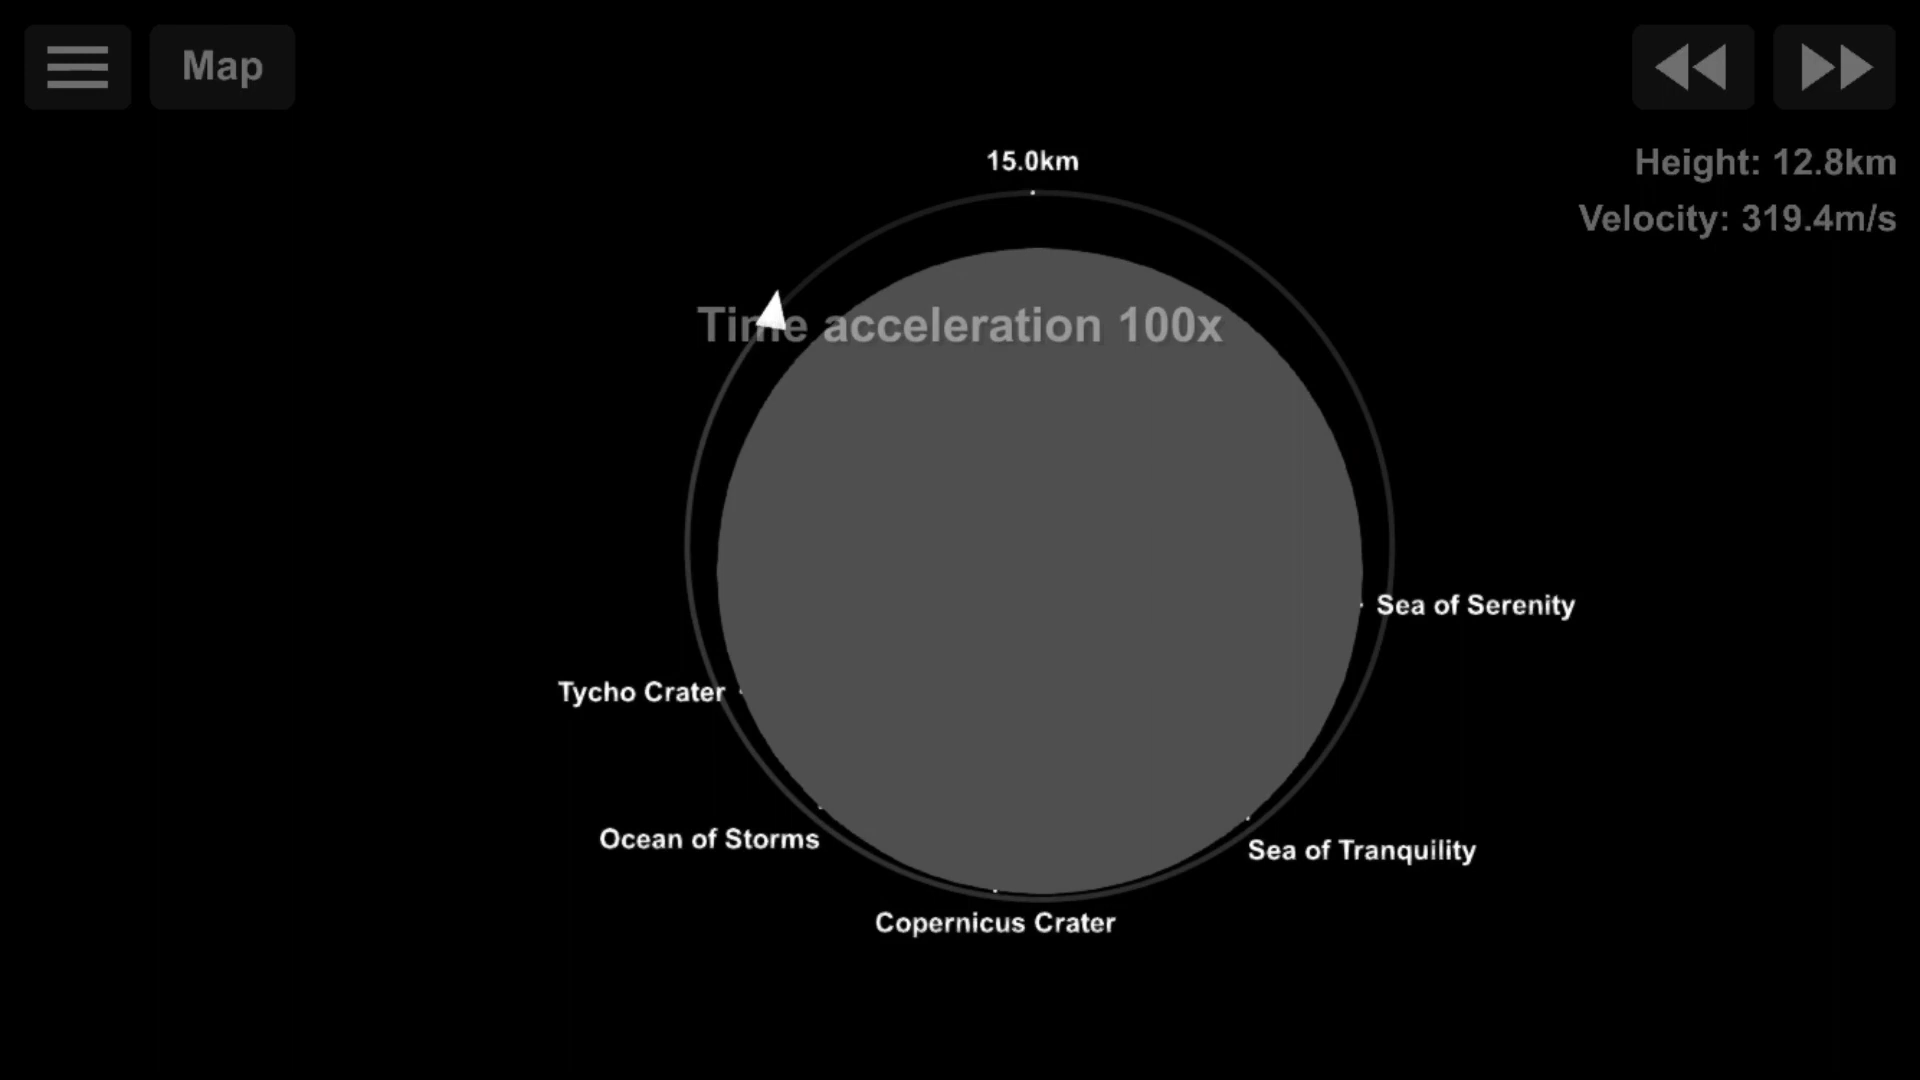 Map
15.0km
Height: 12.8km
Velocity: 319.4m/s
Time acceleration 100x
Sea of Serenity
Tycho Crater
Ocean of Storms
Sea of Tranquility
Copernicus Crater